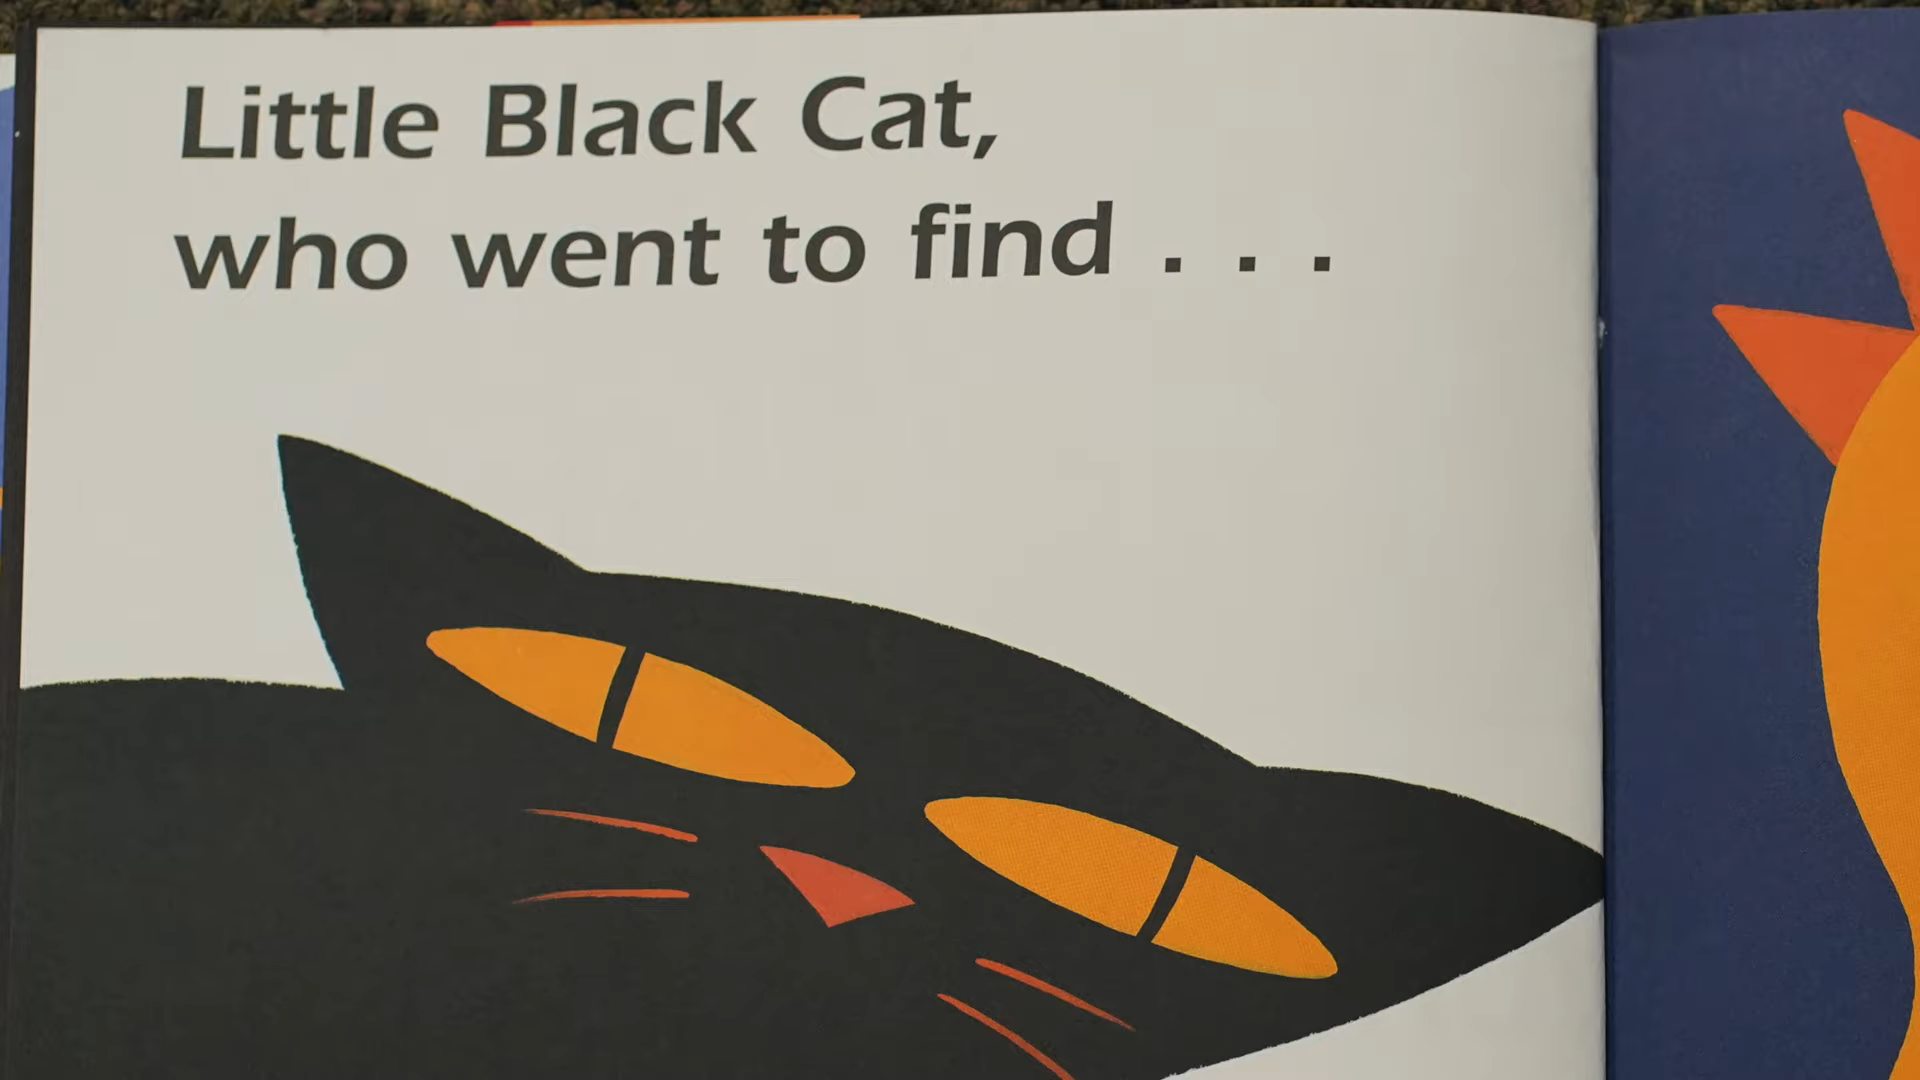 Little Black Cat,
who went to find . . .